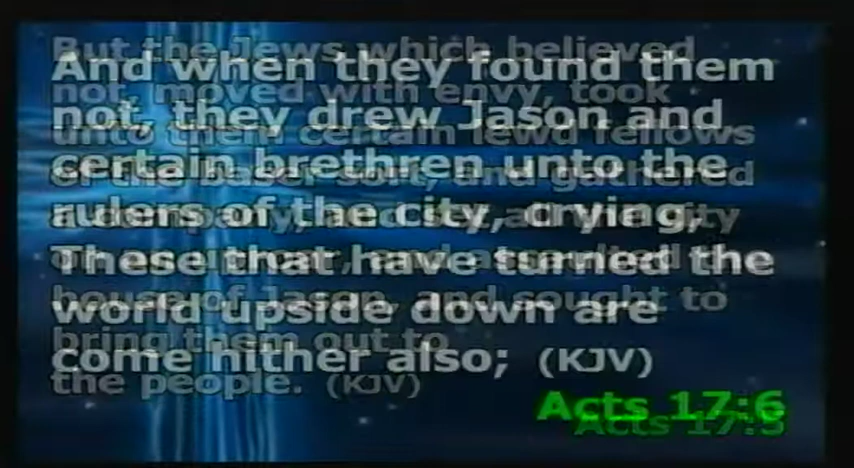 And when they found them
not, they drew Jason and
certain brethren unto the
rulers of the city, crying,
These that have turned the
world upside down are
come hither also; (KJV)
Acts 17:6
But the Jews which believed
not, moved with envy, took
unto them certain lewd fellows
of the baser sort, and gathered
a company, and set all the city
on an uproar, and assaulted the
house of Jason, and sought to
bring them out to
the people. (KJV)
Acts 17:5